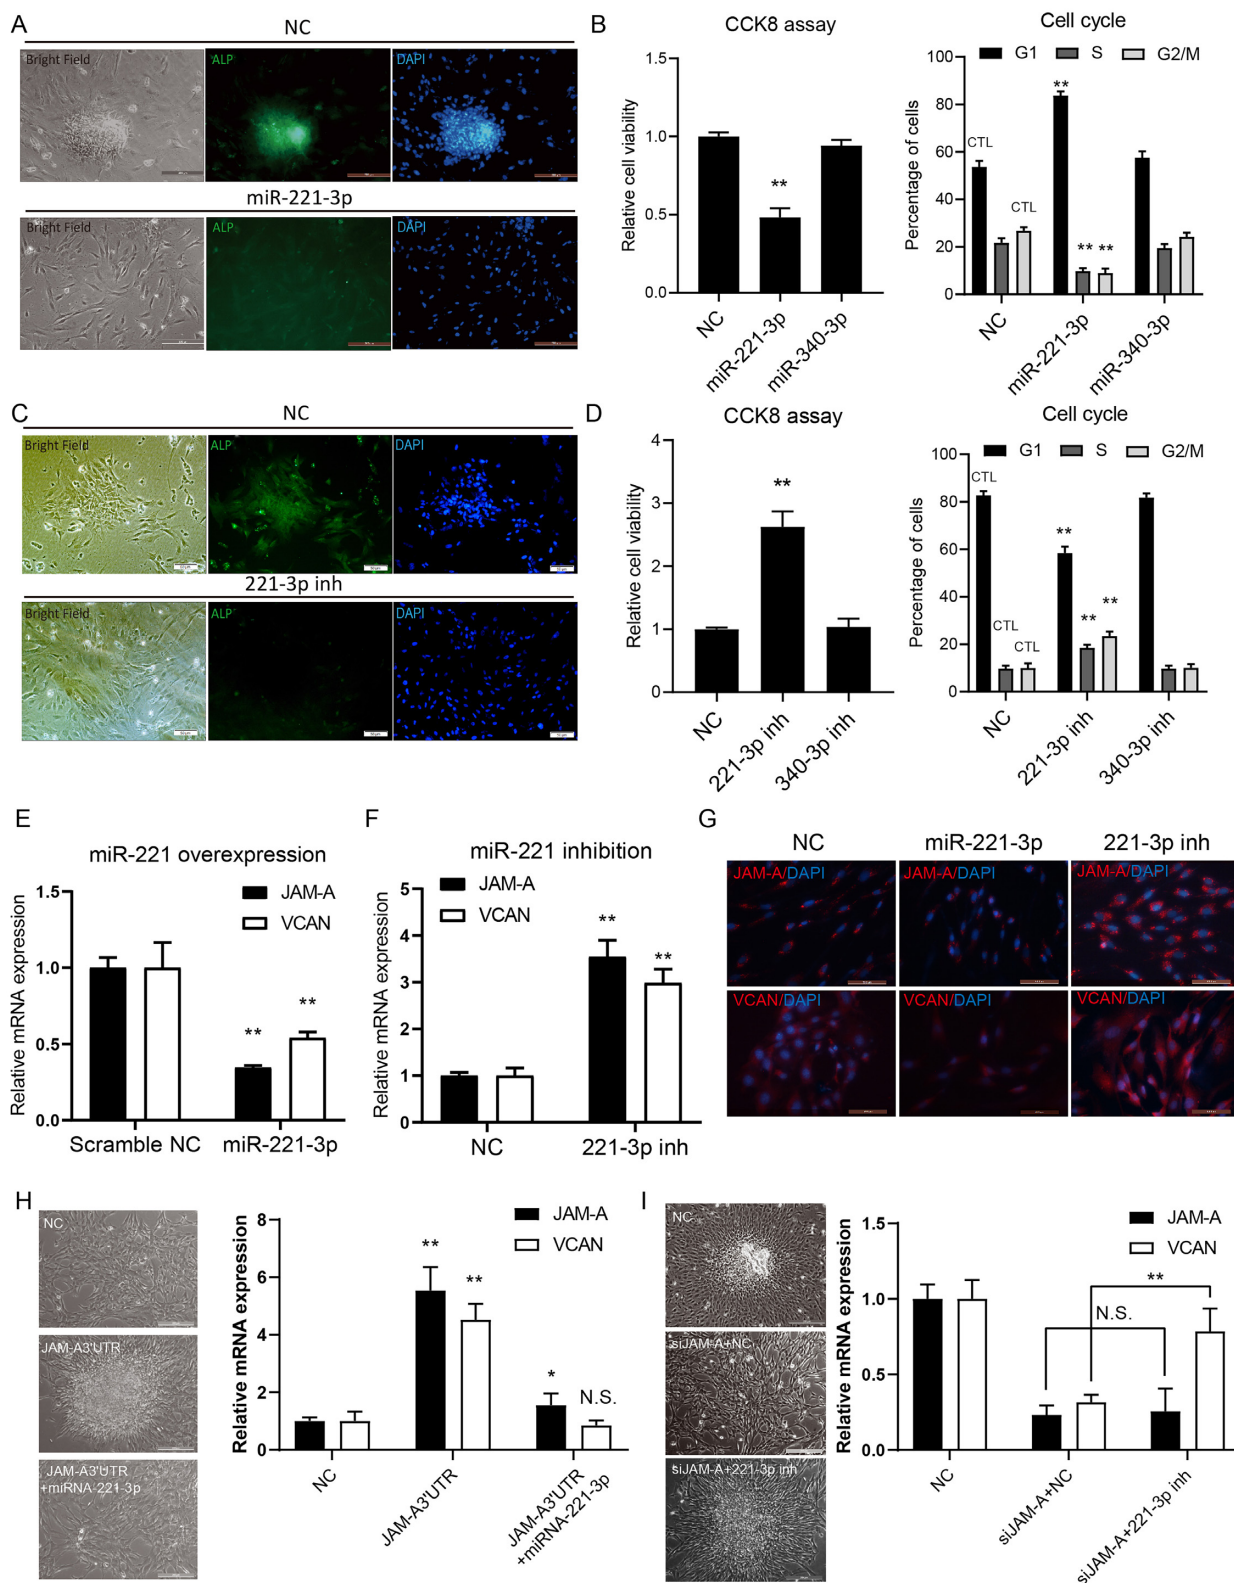 A
NC
Bright Field
ALP
DAPI
miR-221-3p
Bright Field
ALP
DAPI
B
CCK8 assay
Relative cell viability
1.5
1.0
0.5
0.0
**
NC
miR-221-3p
miR-340-3p
Cell cycle
G1
S
G2/M
Percentage of cells
100
80
60
40
20
0
CTL
CTL
**
**
**
NC
miR-221-3p
miR-340-3p
C
NC
Bright Field
ALP
DAPI
221-3p inh
Bright Field
ALP
DAPI
D
CCK8 assay
Relative cell viability
4
3
2
1
0
**
NC
221-3p inh
340-3p inh
Cell cycle
G1
S
G2/M
Percentage of cells
100
80
60
40
20
0
CTL
CTL
CTL
**
**
**
NC
221-3p inh
340-3p inh
E
miR-221 overexpression
JAM-A
VCAN
Relative mRNA expression
1.5
1.0
0.5
0.0
**
**
Scramble NC
miR-221-3p
F
miR-221 inhibition
JAM-A
VCAN
Relative mRNA expression
5
4
3
2
1
0
**
**
NC
221-3p inh
G
NC
miR-221-3p
221-3p inh
JAM-A/DAPI
JAM-A/DAPI
JAM-A/DAPI
VCAN/DAPI
VCAN/DAPI
VCAN/DAPI
H
NC
JAM-A3'UTR
JAM-A3'UTR
+miRNA-221-3p
JAM-A
VCAN
Relative mRNA expression
8
6
4
2
0
**
**
*
N.S.
NC
JAM-A3'UTR
JAM-A3'UTR
+miRNA-221-3p
I
NC
siJAM-A+NC
siJAM-A+221-3p inh
JAM-A
VCAN
Relative mRNA expression
1.5
1.0
0.5
0.0
**
N.S.
NC
siJAM-A+NC
siJAM-A+221-3p inh